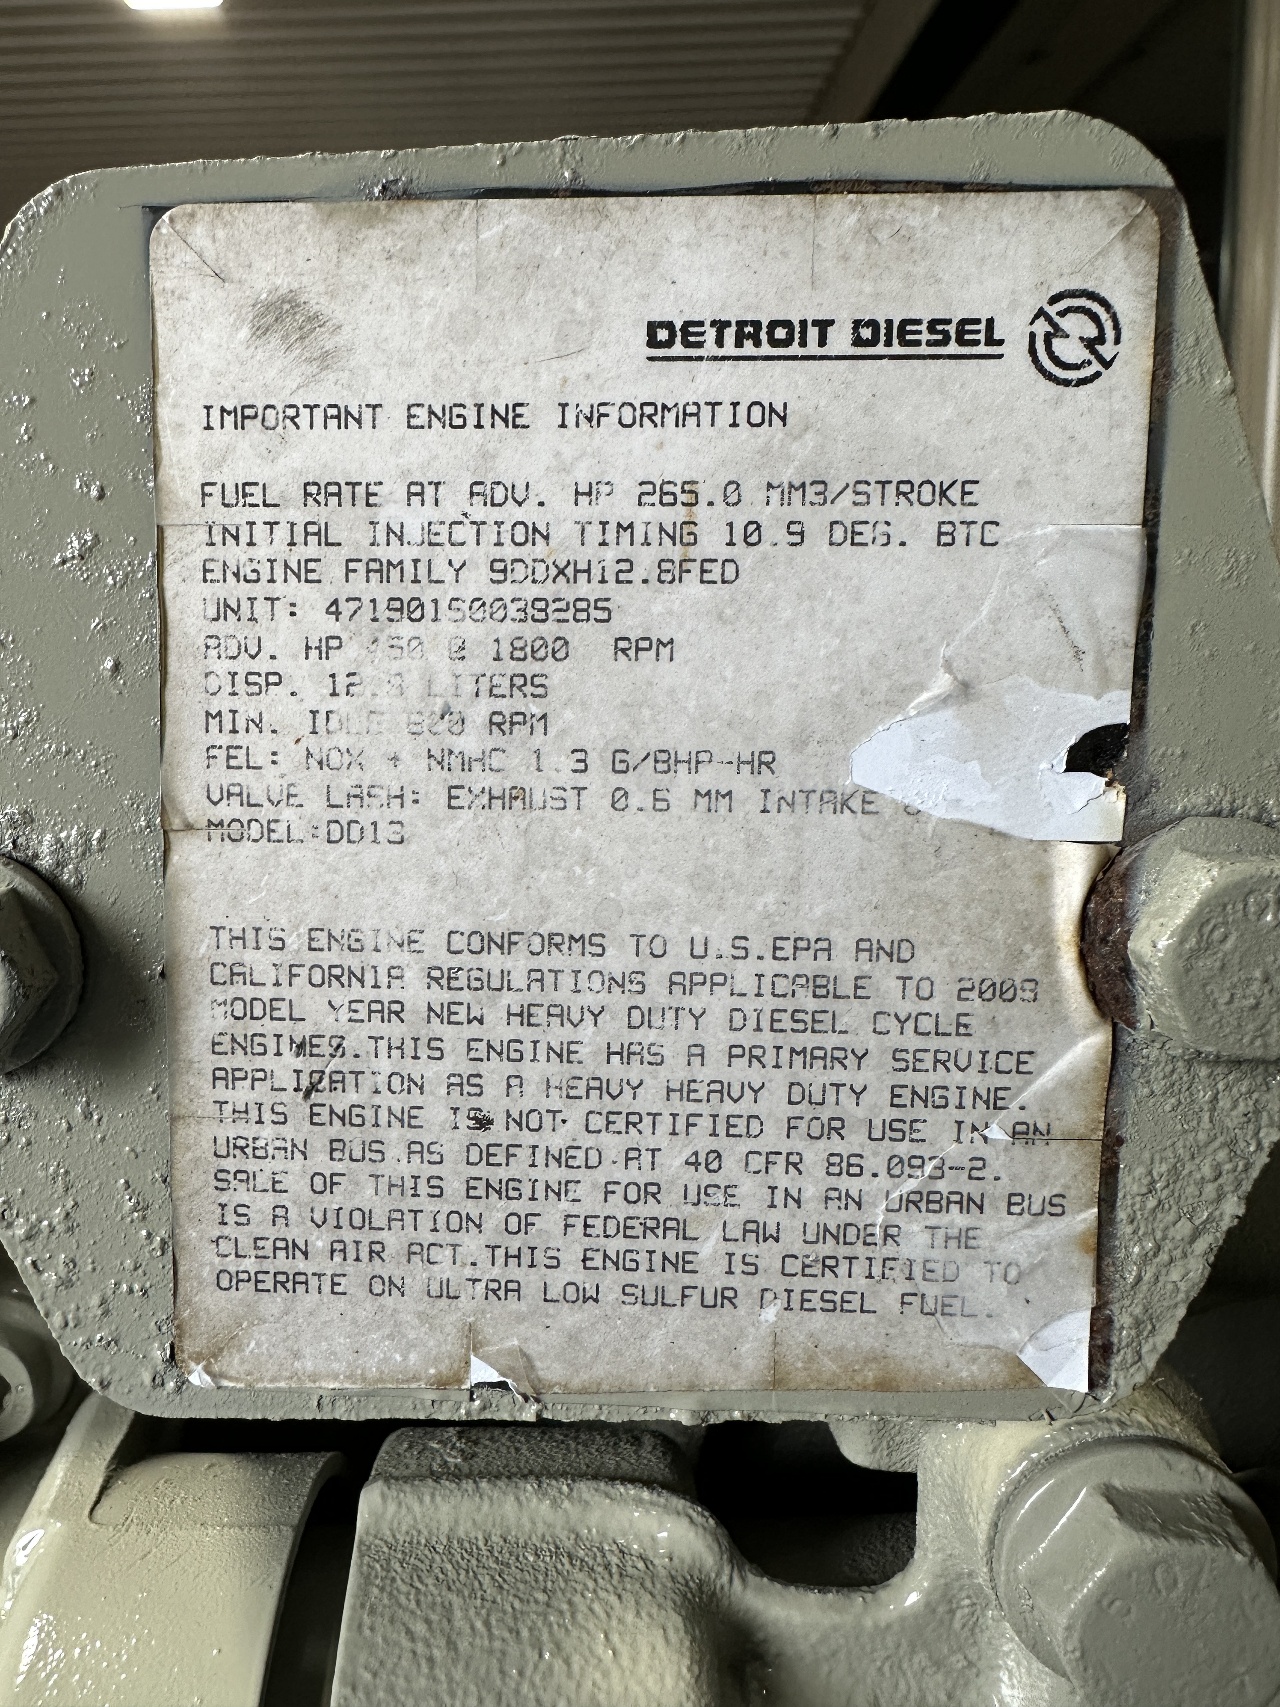 DETROIT DIESEL
IMPORTANT ENGINE INFORMATION
FUEL RATE AT ADV. HP 265.0 MM3/STROKE
INITIAL INJECTION TIMING 10.9 DEG. BTC
ENGINE FAMILY 9DDXH12.8FED
UNIT:
ADV. HP 450 @ 1800 RPM
DISP. 12.8 LITERS
MIN. IDLE RPM
FEL: NOX + NMHC 1.3 G/BHP-HR
VALVE LASH: EXHAUST 0.6 MM INTAKE
MODEL:DD13
THIS ENGINE CONFORMS TO U.S.EPA AND
CALIFORNIA REGULATIONS APPLICABLE TO 2009
MODEL YEAR NEW HEAVY DUTY DIESEL CYCLE
ENGINES.THIS ENGINE HAS A PRIMARY SERVICE
APPLICATION AS A HEAVY HEAVY DUTY ENGINE.
THIS ENGINE IS NOT CERTIFIED FOR USE IN AN
URBAN BUS AS DEFINED AT 40 CFR 86.093-2.
SALE OF THIS ENGINE FOR USE IN AN URBAN BUS
IS A VIOLATION OF FEDERAL LAW UNDER THE
CLEAN AIR ACT.THIS ENGINE IS CERTIFIED TO
OPERATE ON ULTRA LOW SULFUR DIESEL FUEL.